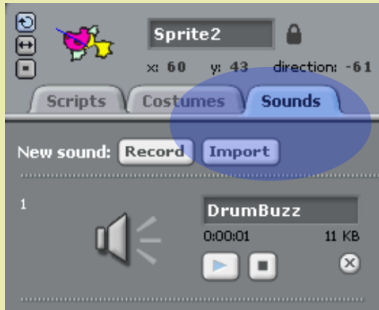 Sprite2
x: 60 y: 43 direction: -61
Scripts Costumes Sounds
New sound: Record Import
1
DrumBuzz
0:00:01 11 KB